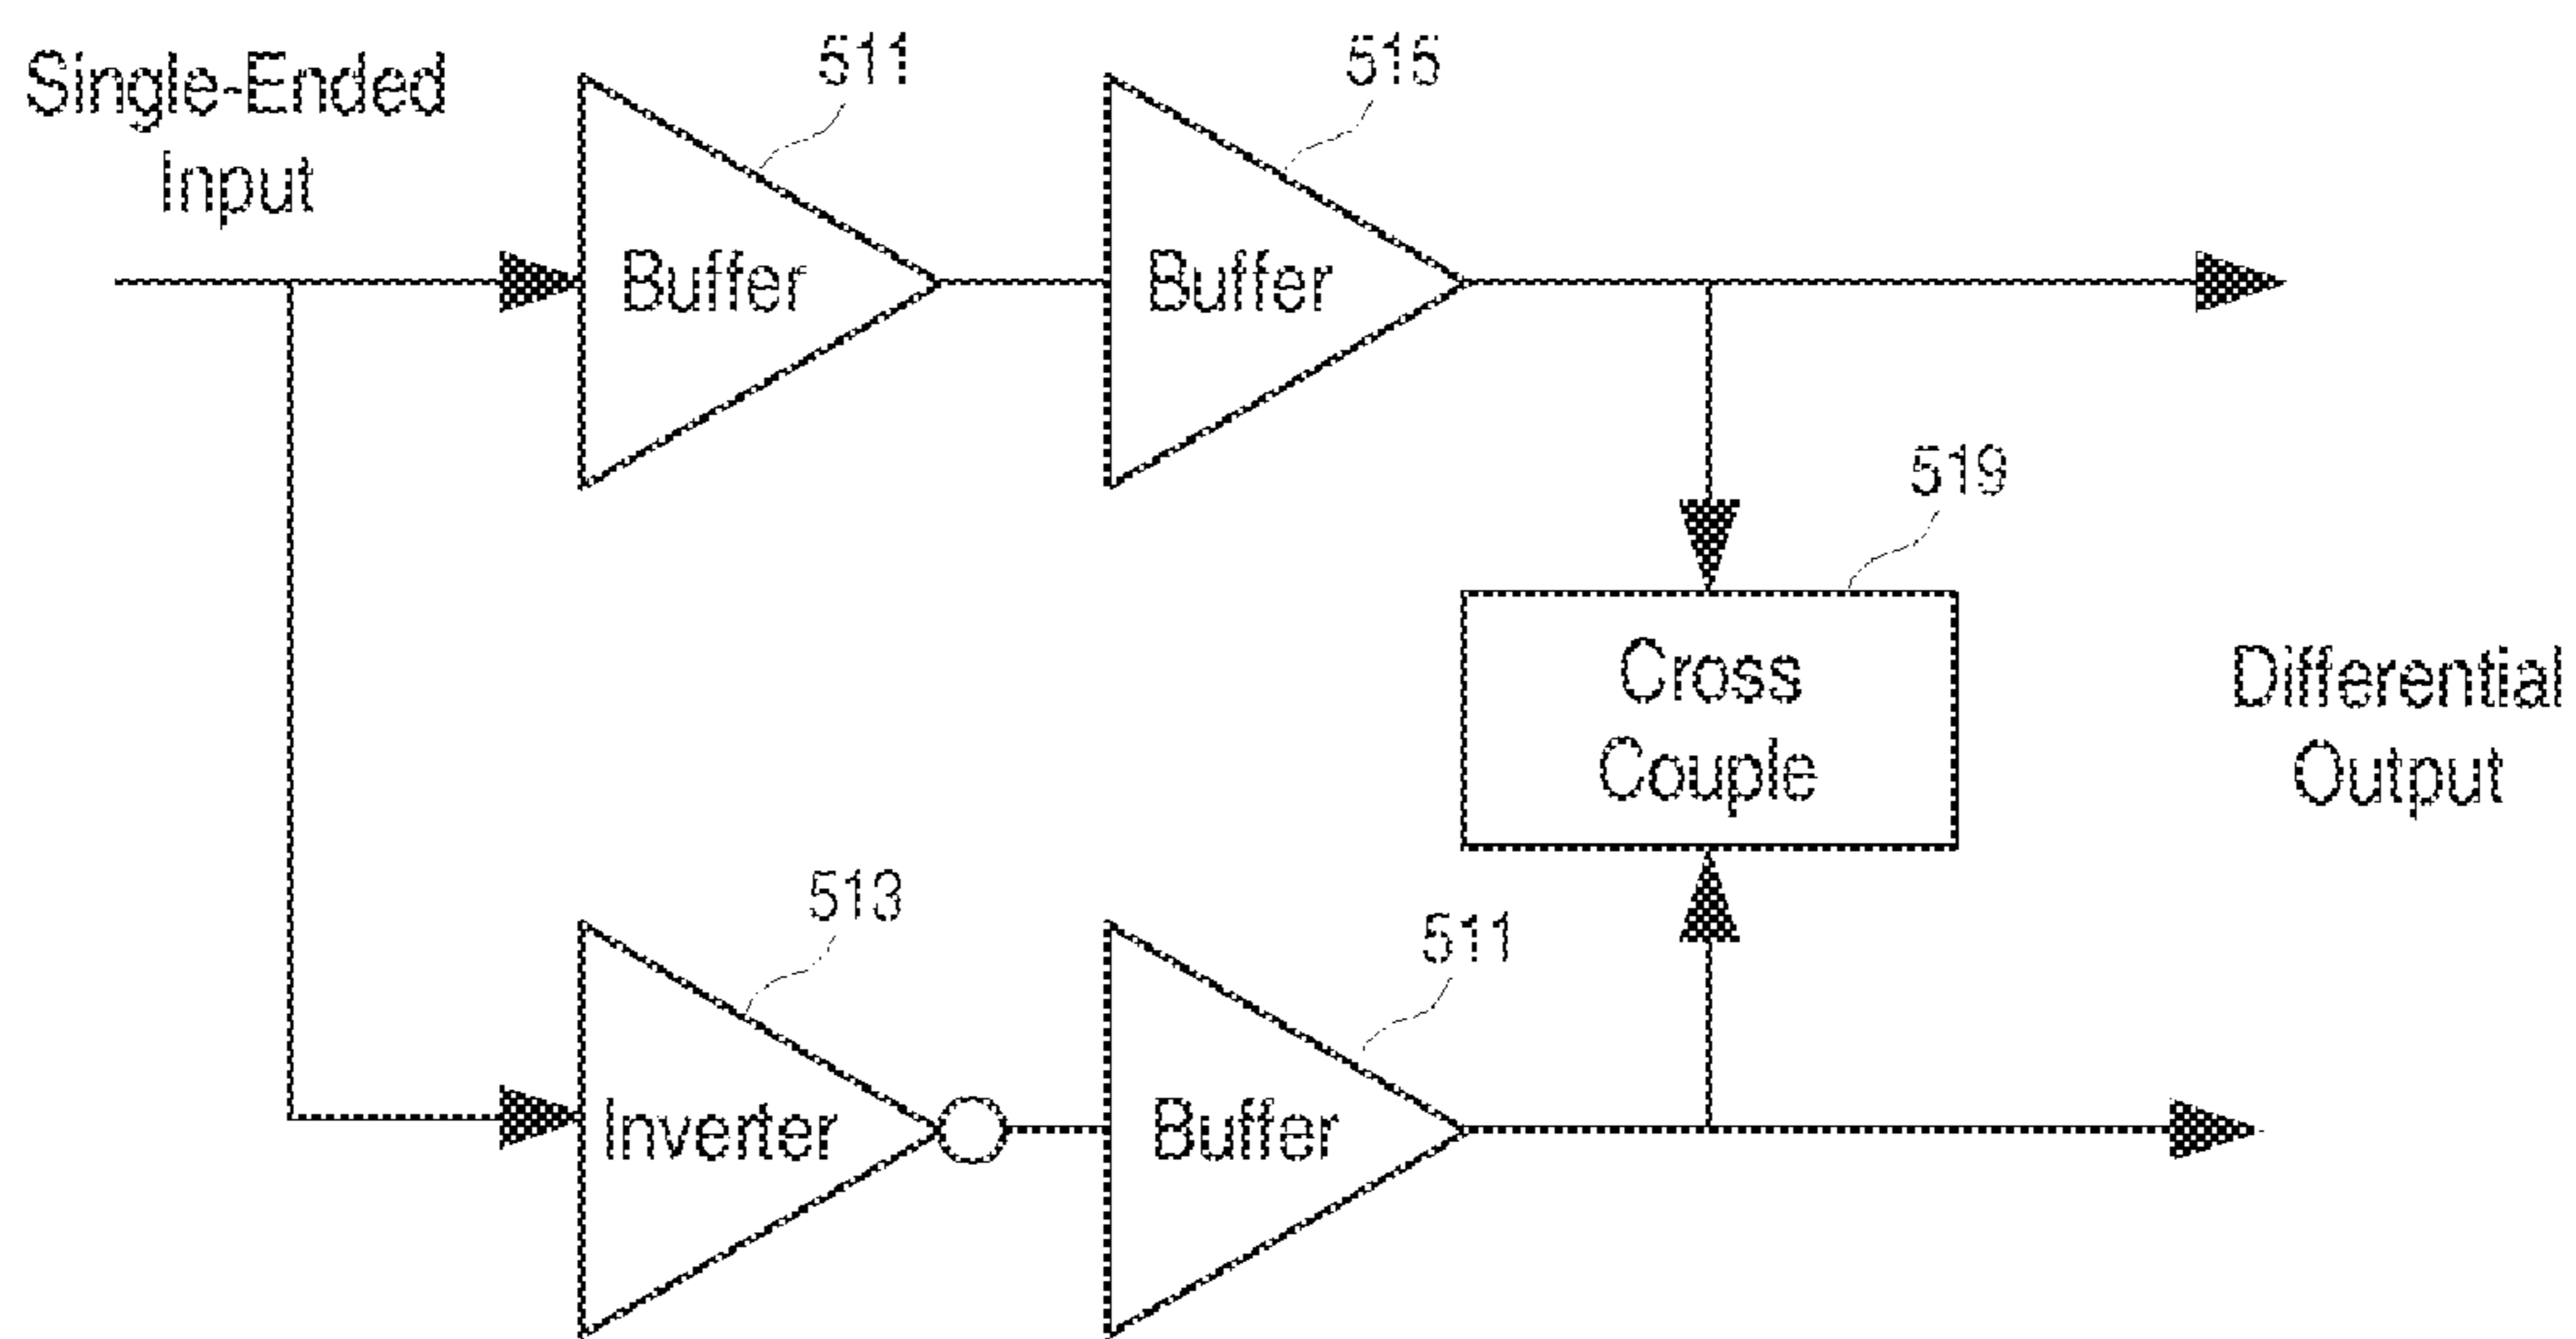 Single-Ended
Input
511
Buffer
515
Buffer
519
Cross
Couple
Differential
Output
513
Inverter
511
Buffer